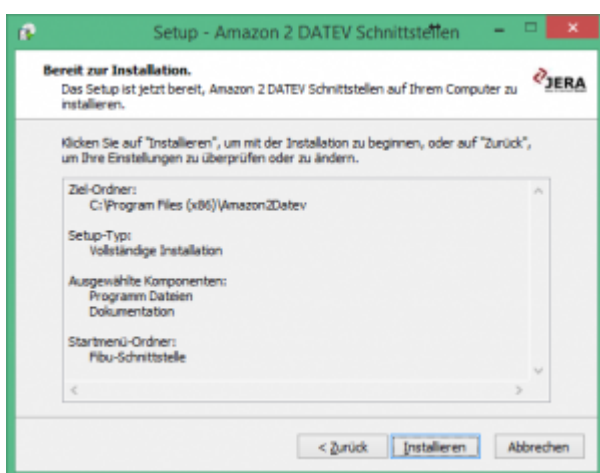 Setup - Amazon 2 DATEV Schnittstellen
Bereit zur Installation.
Das Setup ist jetzt bereit, Amazon 2 DATEV Schnittstellen auf Ihrem Computer zu
installieren.
JERA
Klicken Sie auf "Installieren", um mit der Installation zu beginnen, oder auf "Zurück",
um Ihre Einstellungen zu überprüfen oder zu ändern.
Ziel-Ordner:
C:\Program Files (x86)\Amazon2Datev
Setup-Typ:
Vollständige Installation
Ausgewählte Komponenten:
Programm Dateien
Dokumentation
Startmenü-Ordner:
Fibu-Schnittstelle
< Zurück
Installieren
Abbrechen